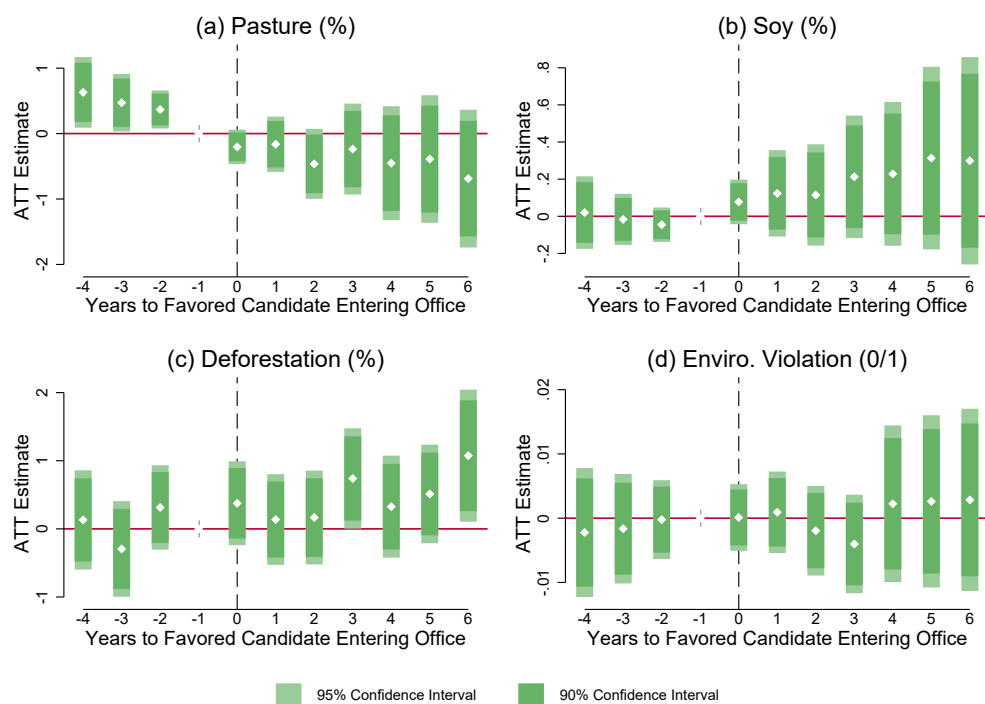 (a) Pasture (%)
ATT Estimate
1
0
-1
-2
-4 -3 -2 -1 0 1 2 3 4 5 6
Years to Favored Candidate Entering Office
(b) Soy (%)
ATT Estimate
.8
.6
.4
.2
0
-.2
-4 -3 -2 -1 0 1 2 3 4 5 6
Years to Favored Candidate Entering Office
(c) Deforestation (%)
ATT Estimate
2
1
0
-1
-4 -3 -2 -1 0 1 2 3 4 5 6
Years to Favored Candidate Entering Office
(d) Enviro. Violation (0/1)
ATT Estimate
.02
.01
0
-.01
-4 -3 -2 -1 0 1 2 3 4 5 6
Years to Favored Candidate Entering Office
95% Confidence Interval
90% Confidence Interval